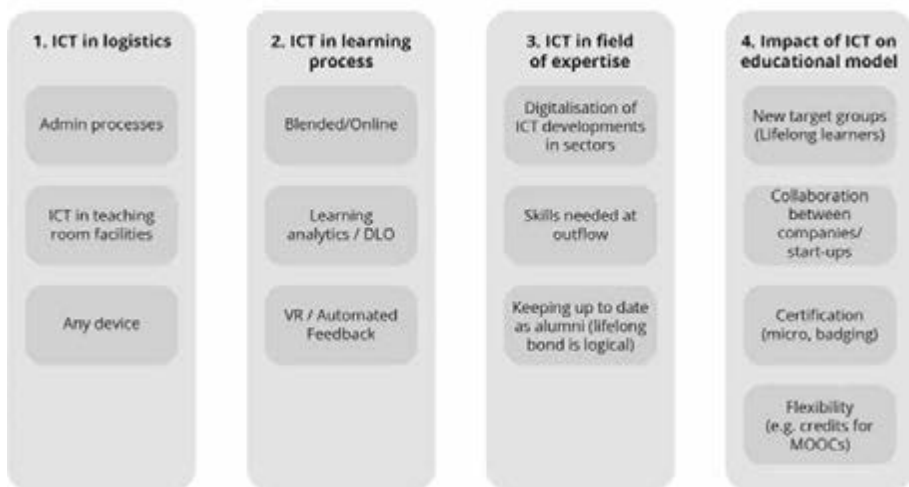 1. ICT in logistics
Admin processes
ICT in teaching
room facilities
Any device
2. ICT in learning
process
Blended/Online
Learning
analytics / DLO
VR / Automated
Feedback
3. ICT in field
of expertise
Digitalisation of
ICT developments
in sectors
Skills needed at
outflow
Keeping up to date
as alumni (lifelong
bond is logical)
4. Impact of ICT on
educational model
New target groups
(Lifelong learners)
Collaboration
between
companies/
start-ups
Certification
(micro, badging)
Flexibility
(e.g. credits for
MOOCs)